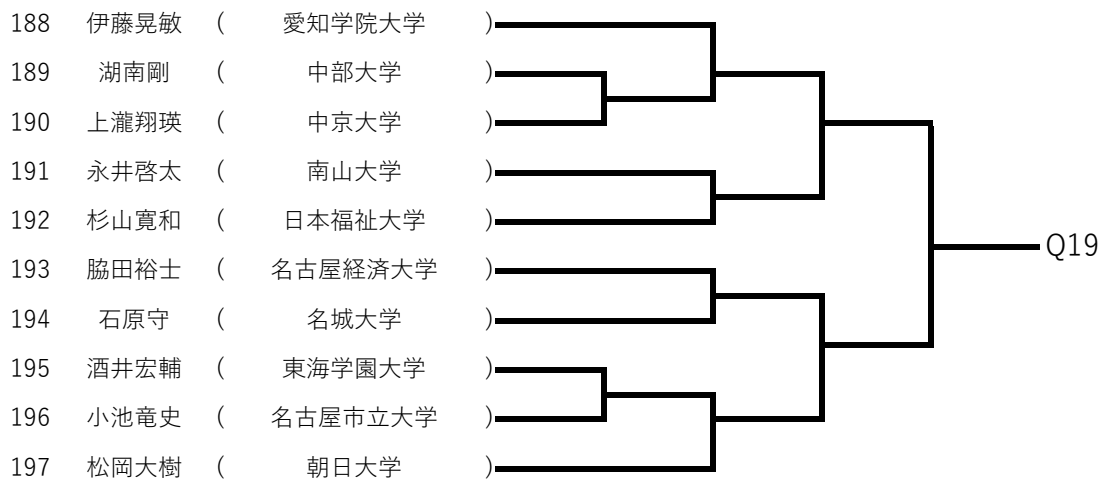 188 伊藤晃敏 ( 愛知学院大学 )
189 湖南剛 ( 中部大学 )
190 上瀧翔瑛 ( 中京大学 )
191 永井啓太 ( 南山大学 )
192 杉山寛和 ( 日本福祉大学 )
Q19
193 脇田裕士 ( 名古屋経済大学 )
194 石原守 ( 名城大学 )
195 酒井宏輔 ( 東海学園大学 )
196 小池竜史 ( 名古屋市立大学 )
197 松岡大樹 ( 朝日大学 )